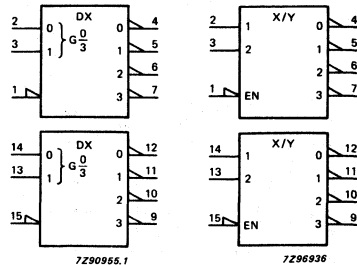 DX X/Y
2 0 0 4 2 1 0 4
3 1 } G 0/3 1 5 3 2 1 5
2 6 2 6
1 3 7 1 EN 3 7
DX X/Y
14 0 0 12 14 1 0 12
13 1 } G 0/3 1 11 13 2 1 11
2 10 2 10
15 3 9 15 EN 3 9
7Z90955.1 7Z96936